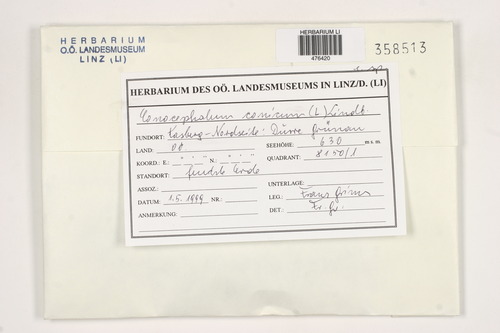 HERBARIUM
O.Ö. LANDESMUSEUM
LINZ (LI)
HERBARIUM LI
476420
358513
HERBARIUM DES OÖ. LANDESMUSEUMS IN LINZ/D. (LI)
Conocephalum conicum (L.) Lindb.
FUNDORT: Kasberg-Nordseite: Dürre Grünau
LAND: OÖ SEEHÖHE: 630 m s.m.
KOORD.: E.: ° ' " N.: ° ' " QUADRANT: 8150/1
STANDORT: feuchte Erde
ASSOZ.: UNTERLAGE:
DATUM: 1.5.1999 NR.: LEG.: Franz Grims
ANMERKUNG: DET.: Fr. Gr.